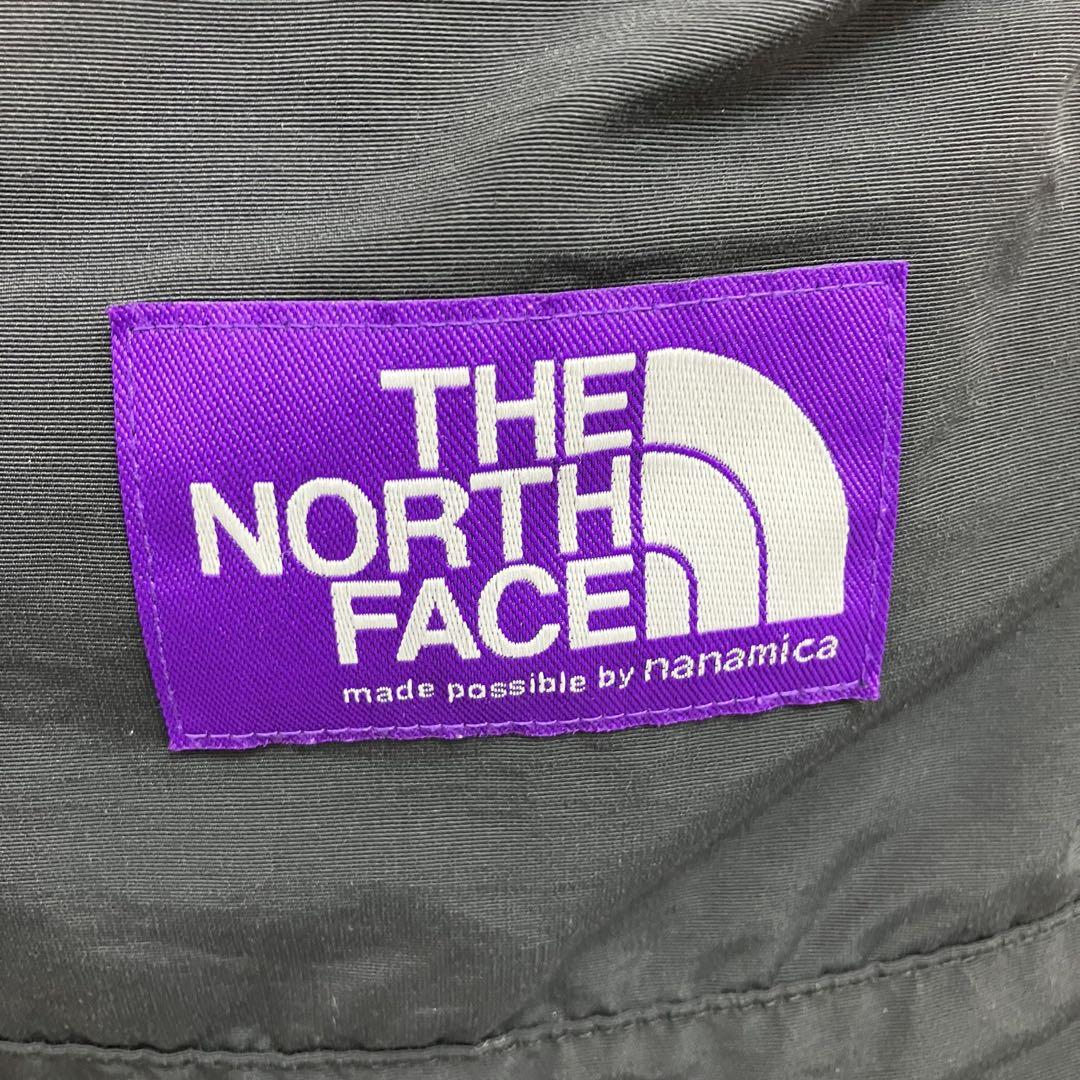 THE
NORTH
FACE
made possible by nanamica